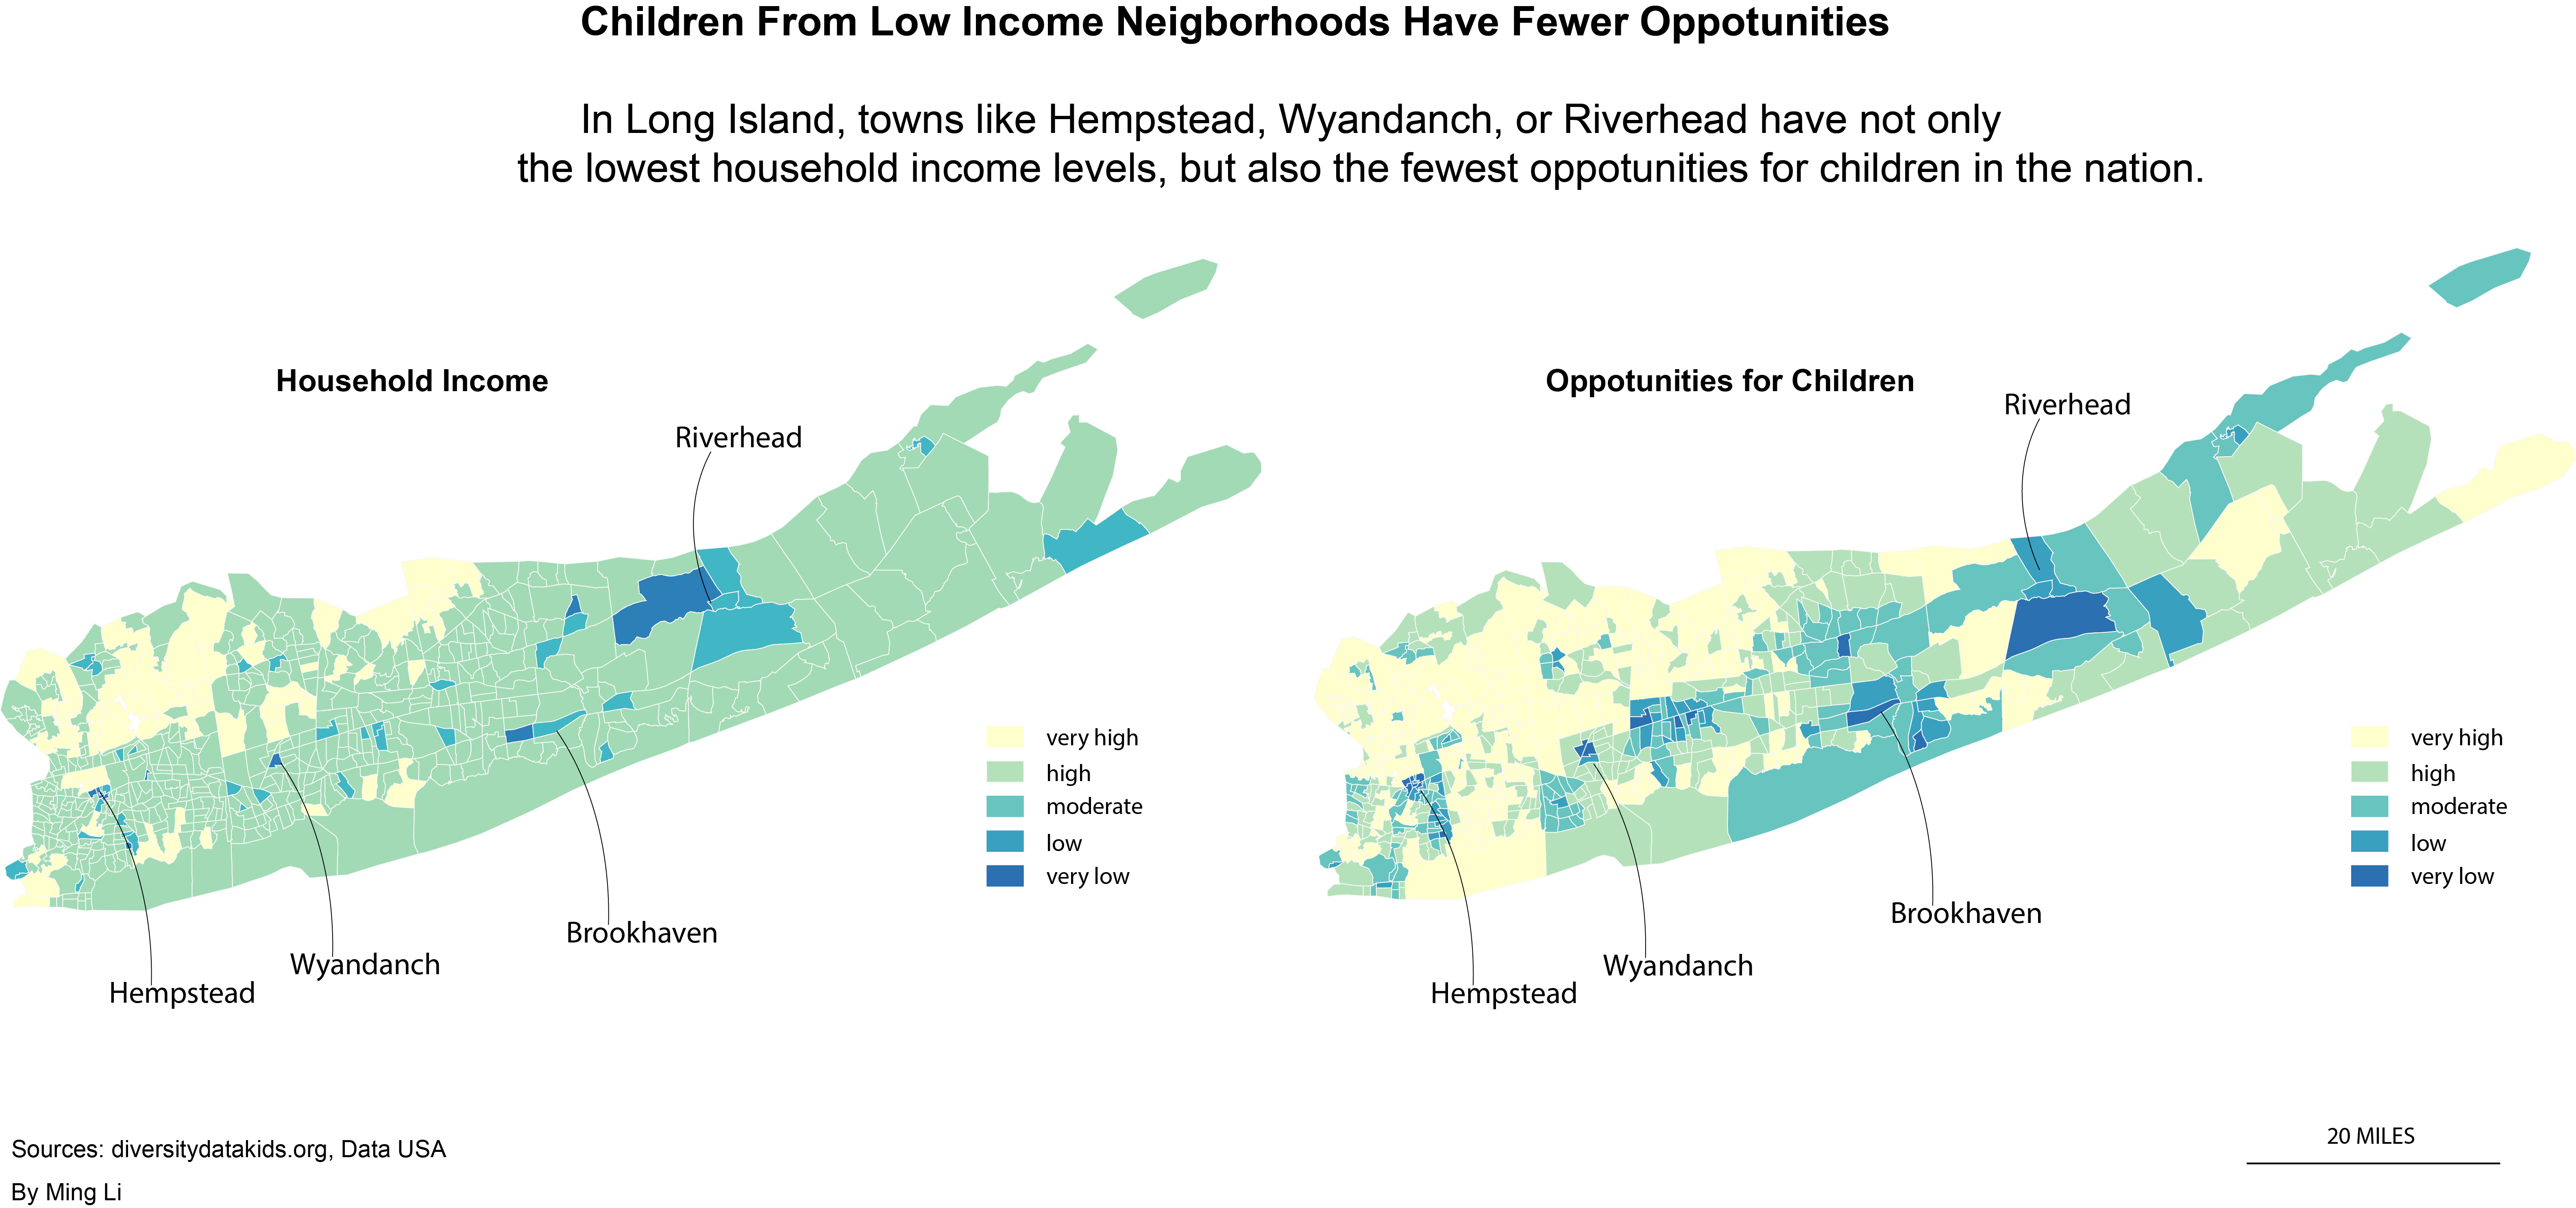 Children From Low Income Neigborhoods Have Fewer Oppotunities
In Long Island, towns like Hempstead, Wyandanch, or Riverhead have not only
the lowest household income levels, but also the fewest oppotunities for children in the nation.
Household Income
Riverhead
very high
high
moderate
low
very low
Brookhaven
Wyandanch
Hempstead
Oppotunities for Children
Riverhead
very high
high
moderate
low
very low
Brookhaven
Wyandanch
Hempstead
Sources: diversitydatakids.org, Data USA
By Ming Li
20 MILES